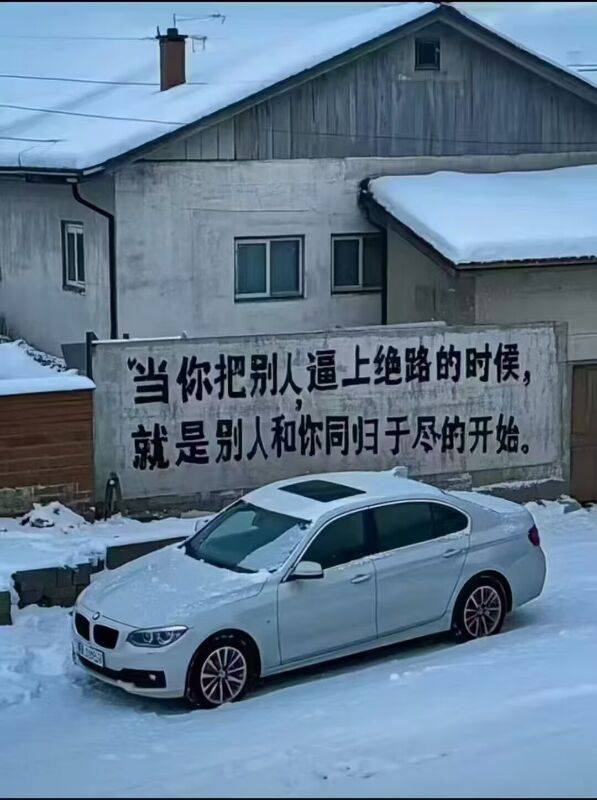 “当你把别人，逼上绝路的时侯，
就是别人和你同归于尽的开始。